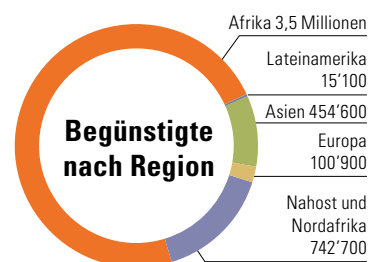 Afrika 3,5 Millionen
Lateinamerika
15’100
Asien 454’600
Europa
100’900
Nahost und
Nordafrika
742’700
Begünstigte
nach Region